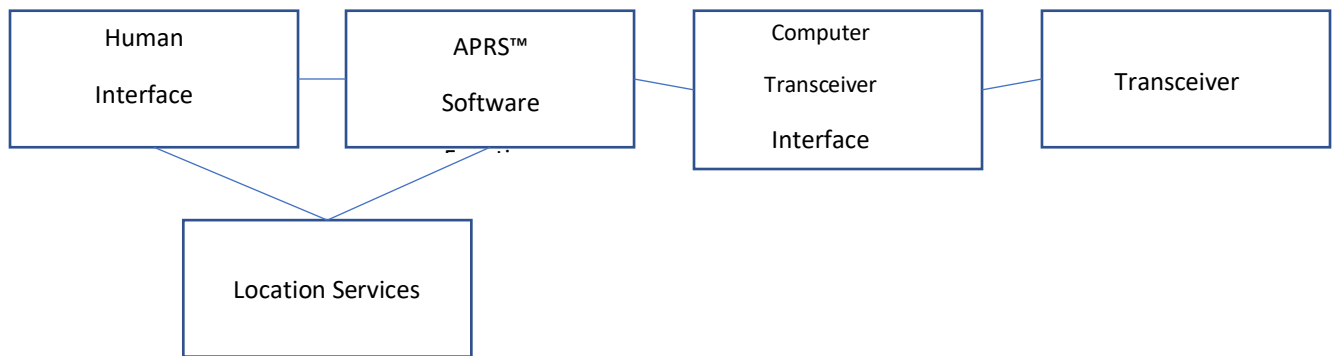 Human
Interface
APRS™
Software
Computer
Transceiver
Interface
Transceiver
Location Services